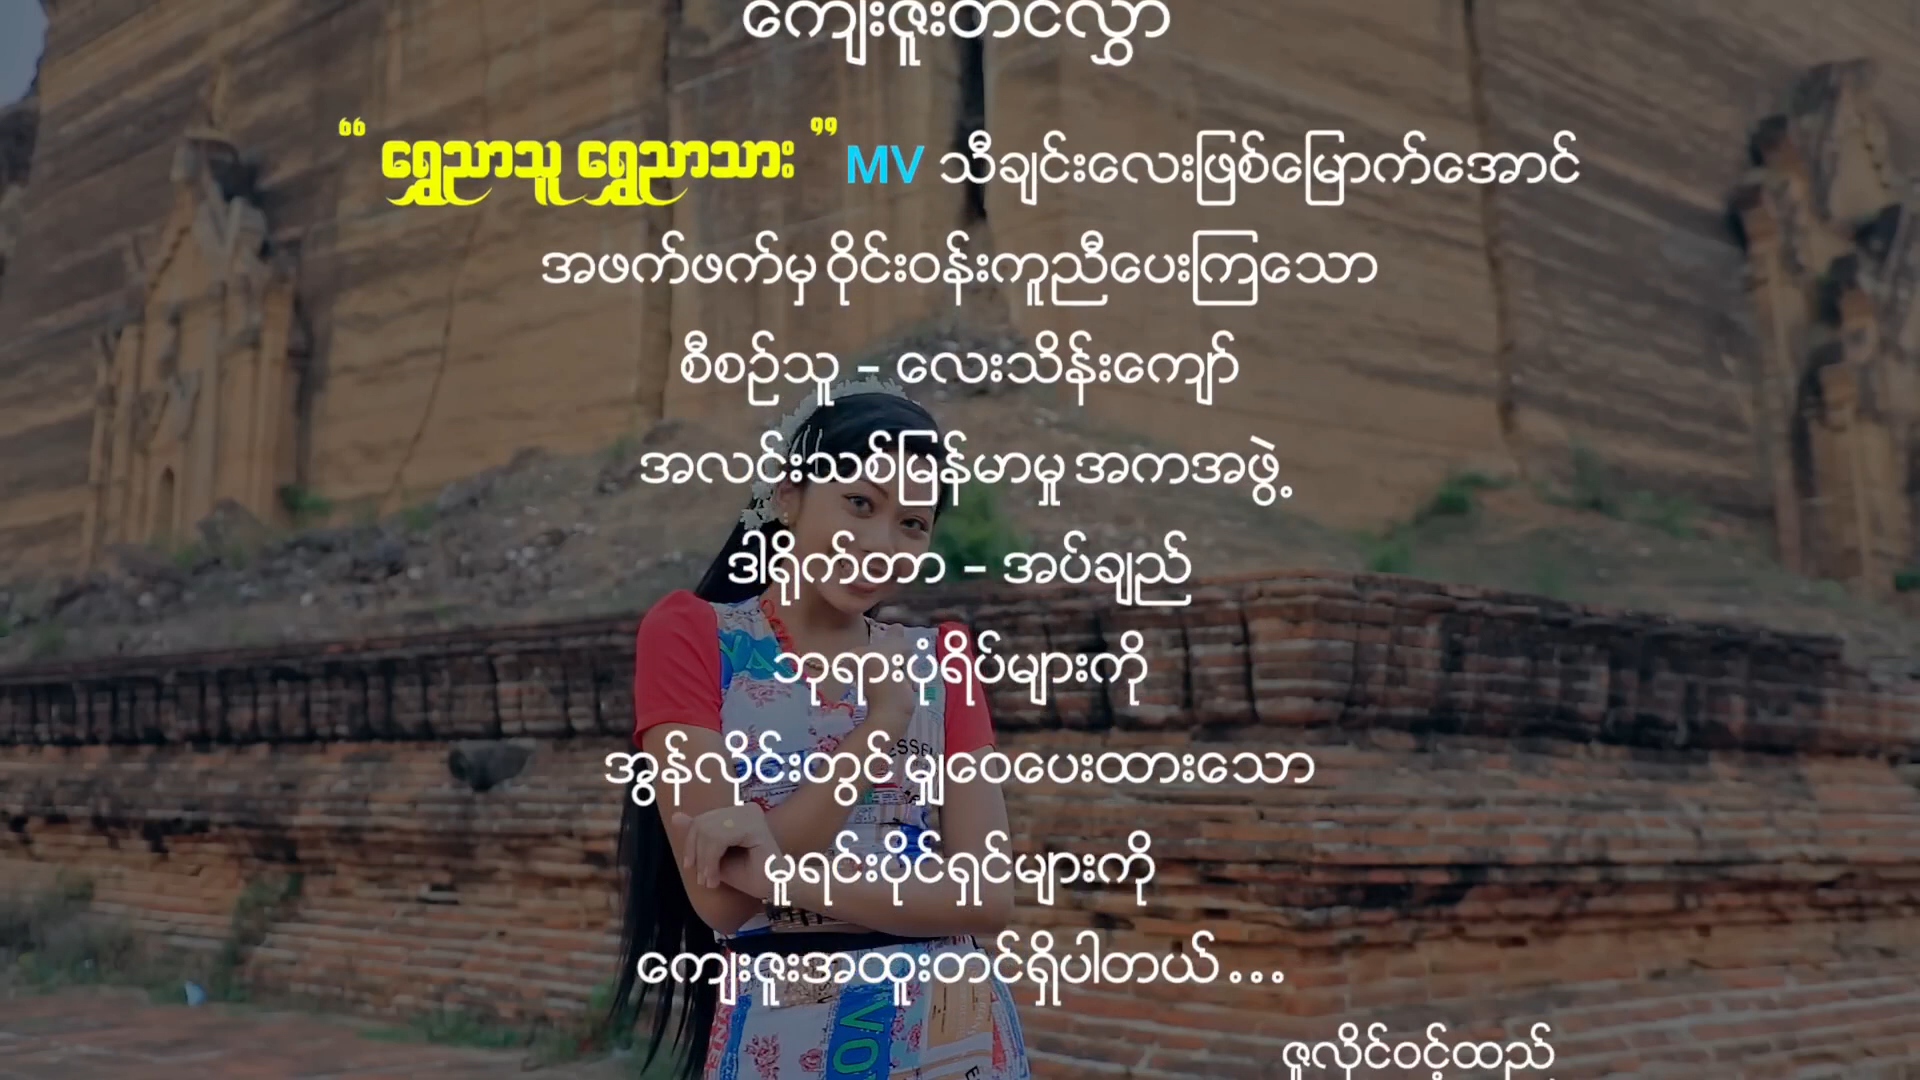 ကျေးဇူးတင်လွှာ
“ ရွှေညာသူ ရွှေညာသား ” MV သီချင်းလေးဖြစ်မြောက်အောင်
အဖက်ဖက်မှ ဝိုင်းဝန်းကူညီပေးကြသော
စီစဉ်သူ – လေးသိန်းကျော်
အလင်းသစ်မြန်မာမှု အကအဖွဲ့
ဒါရိုက်တာ – အပ်ချည်
ဘုရားပုံရိပ်များကို
အွန်လိုင်းတွင် မျှဝေပေးထားသော
မူရင်းပိုင်ရှင်များကို
ကျေးဇူးအထူးတင်ရှိပါတယ်...
ဇူလိုင်ဝင့်ထည်